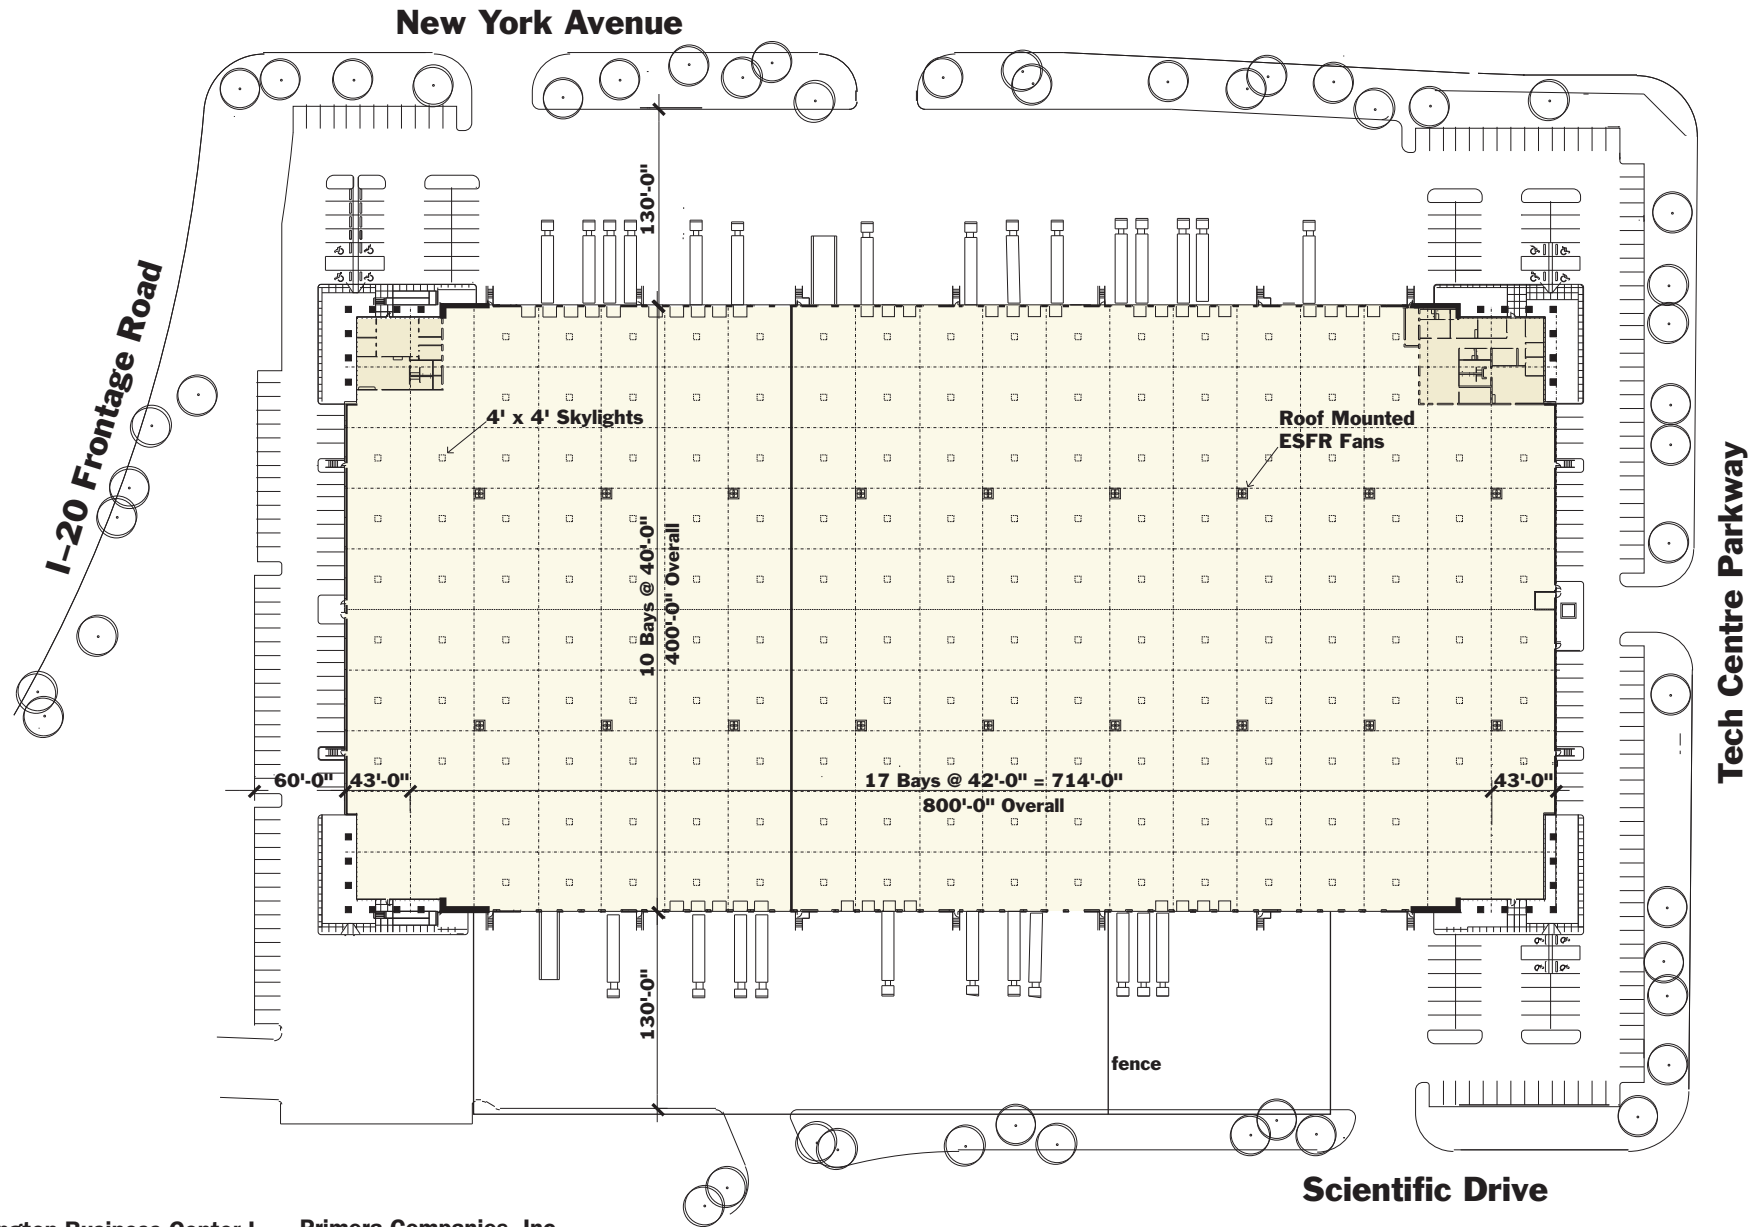 New York Avenue
130'-0"
I-20 Frontage Road
4' x 4' Skylights
Roof Mounted
ESFR Fans
10 Bays @ 40'-0"
400'-0" Overall
Tech Centre Parkway
60'-0"
43'-0"
17 Bays @ 42'-0" = 714'-0"
800'-0" Overall
43'-0"
130'-0"
fence
Scientific Drive
Business Center I
Primera Companies, Inc